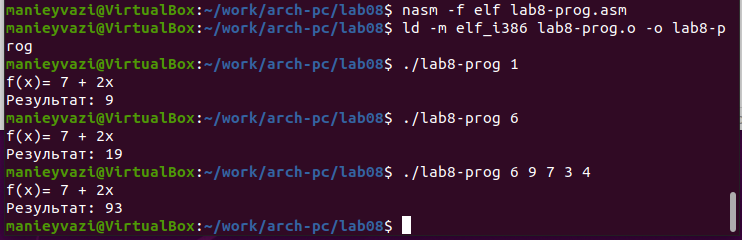 manieyvazi@VirtualBox:~/work/arch-pc/lab08$ nasm -f elf lab8-prog.asm
manieyvazi@VirtualBox:~/work/arch-pc/lab08$ ld -m elf_i386 lab8-prog.o -o lab8-p
rog
manieyvazi@VirtualBox:~/work/arch-pc/lab08$ ./lab8-prog 1
f(x)= 7 + 2x
Результат: 9
manieyvazi@VirtualBox:~/work/arch-pc/lab08$ ./lab8-prog 6
f(x)= 7 + 2x
Результат: 19
manieyvazi@VirtualBox:~/work/arch-pc/lab08$ ./lab8-prog 6 9 7 3 4
f(x)= 7 + 2x
Результат: 93
manieyvazi@VirtualBox:~/work/arch-pc/lab08$